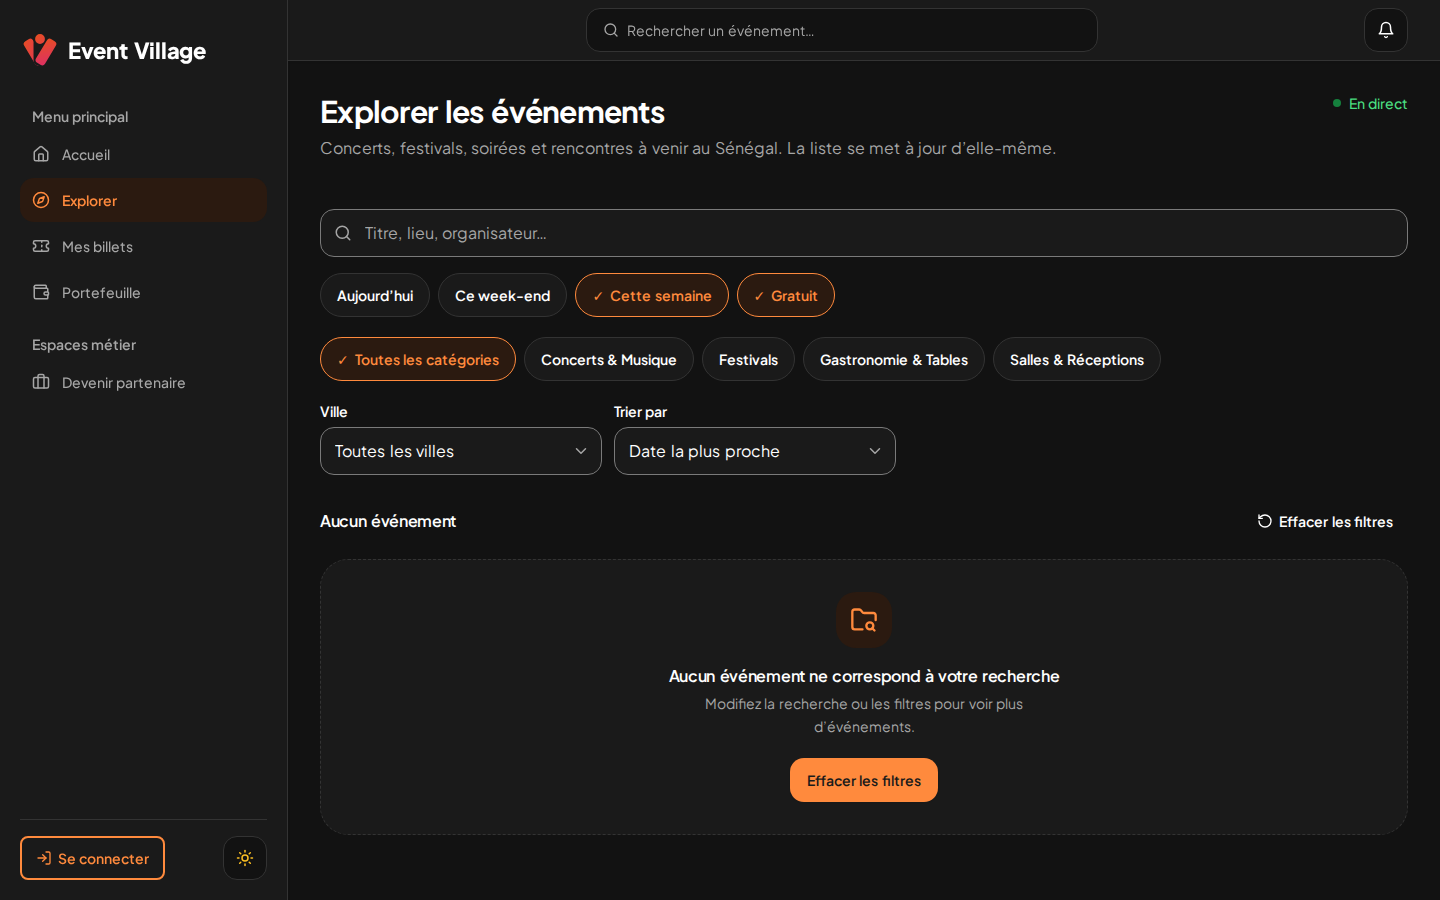 Event Village
Rechercher un événement...
Menu principal
Accueil
Explorer
Mes billets
Portefeuille
Espaces métier
Devenir partenaire
Se connecter
Explorer les événements
En direct
Concerts, festivals, soirées et rencontres à venir au Sénégal. La liste se met à jour d'elle-même.
Titre, lieu, organisateur...
Aujourd'hui
Ce week-end
✓ Cette semaine
✓ Gratuit
✓ Toutes les catégories
Concerts & Musique
Festivals
Gastronomie & Tables
Salles & Réceptions
Ville
Trier par
Toutes les villes
Date la plus proche
Aucun événement
Effacer les filtres
Aucun événement ne correspond à votre recherche
Modifiez la recherche ou les filtres pour voir plus
d'événements.
Effacer les filtres